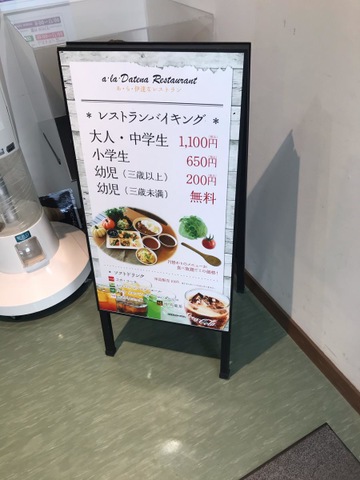 a・la・Datena Restaurant
あ・ら・伊達なレストラン
* レストランバイキング *
大人・中学生 1,100円
小学生 650円
幼児（三歳以上） 200円
幼児（三歳未満） 無料
* ソフトドリンク
Coca-Cola